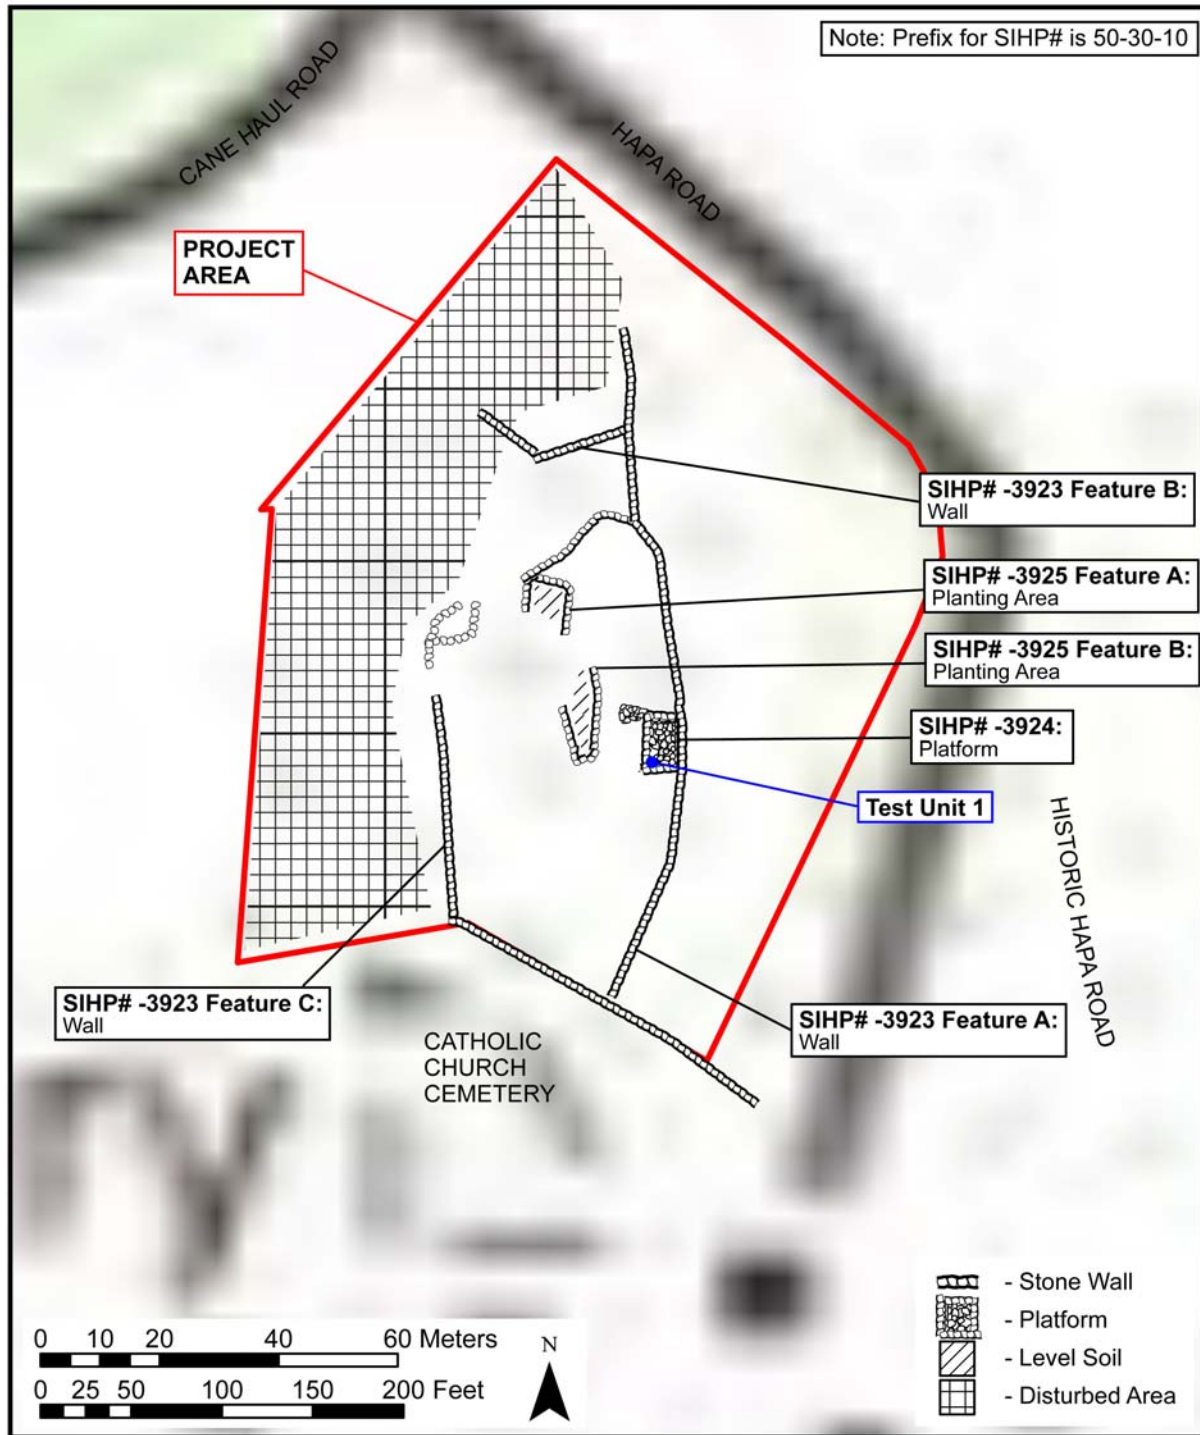 Note: Prefix for SIHP# is 50-30-10
CANE HAUL ROAD
HAPA ROAD
PROJECT
AREA
SIHP# -3923 Feature B:
Wall
SIHP# -3925 Feature A:
Planting Area
SIHP# -3925 Feature B:
Planting Area
SIHP# -3924:
Platform
Test Unit 1
HISTORIC HAPA ROAD
SIHP# -3923 Feature C:
Wall
SIHP# -3923 Feature A:
Wall
CATHOLIC
CHURCH
CEMETERY
0 10 20 40 60 Meters
0 25 50 100 150 200 Feet
N
- Stone Wall
- Platform
- Level Soil
- Disturbed Area